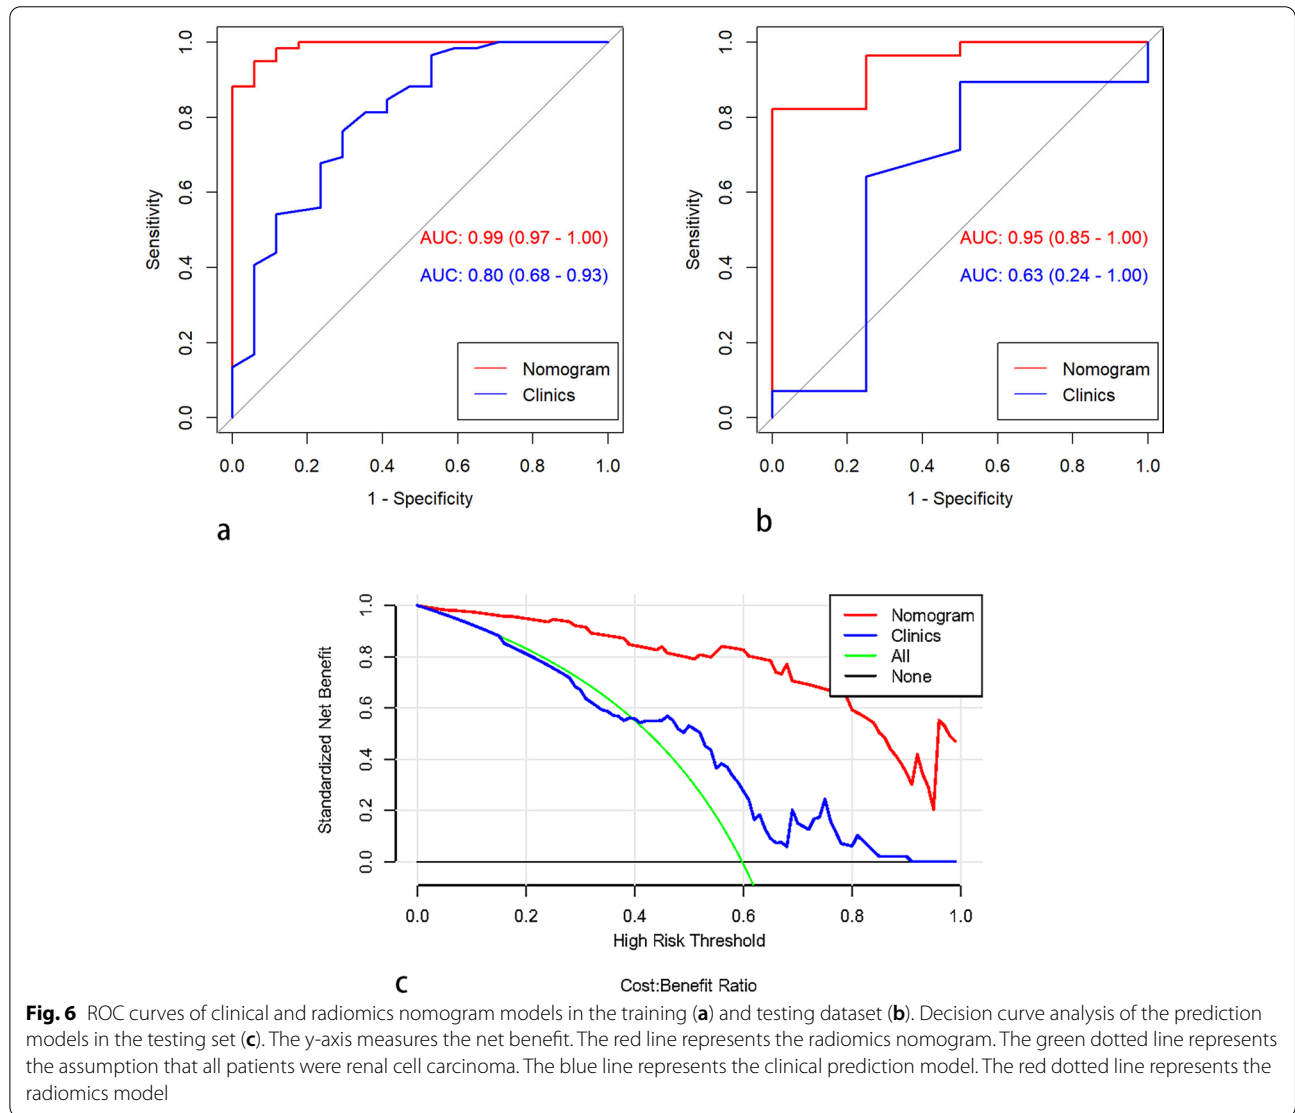 1.0
0.8
0.6
0.4
0.2
0.0
Sensitivity
AUC: 0.99 (0.97 - 1.00)
AUC: 0.80 (0.68 - 0.93)
Nomogram
Clinics
0.0 0.2 0.4 0.6 0.8 1.0
1 - Specificity
a
1.0
0.8
0.6
0.4
0.2
0.0
Sensitivity
AUC: 0.95 (0.85 - 1.00)
AUC: 0.63 (0.24 - 1.00)
Nomogram
Clinics
0.0 0.2 0.4 0.6 0.8 1.0
1 - Specificity
b
1.0
0.8
0.6
0.4
0.2
0.0
Standardized Net Benefit
Nomogram
Clinics
All
None
0.0 0.2 0.4 0.6 0.8 1.0
High Risk Threshold
c
Cost:Benefit Ratio
Fig. 6 ROC curves of clinical and radiomics nomogram models in the training (a) and testing dataset (b). Decision curve analysis of the prediction
models in the testing set (c). The y-axis measures the net benefit. The red line represents the radiomics nomogram. The green dotted line represents
the assumption that all patients were renal cell carcinoma. The blue line represents the clinical prediction model. The red dotted line represents the
radiomics model